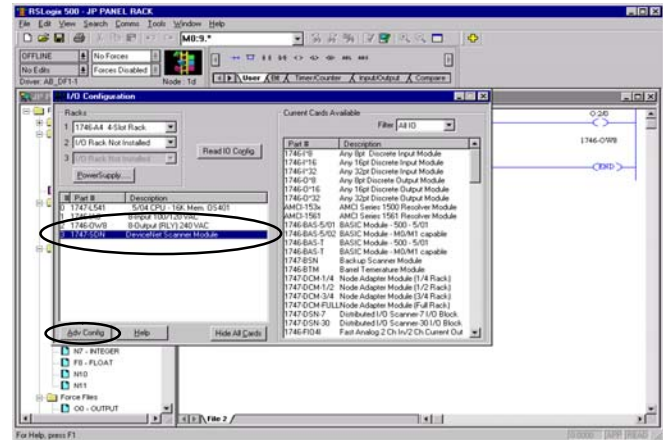 RSLogix 500 - JP PANEL RACK
File Edit View Search Comms Tools Window Help
M0:9.*
OFFLINE No Forces
No Edits Forces Disabled
Driver: AB_DF1-1 Node: 1d
User Bit Timer/Counter Input/Output Compare
I/O Configuration
Racks
1 1746-A4 4-Slot Rack
2 I/O Rack Not Installed
3 I/O Rack Not Installed
Read IO Config.
PowerSupply...
# Part # Description
0 1747-L541 5/04 CPU - 16K Mem. OS401
1 1746-IA8 8-Input 100/120 VAC
2 1746-OW8 8-Output (RLY) 240 VAC
3 1747-SDN DeviceNet Scanner Module
Adv Config Help Hide All Cards
Current Cards Available
Filter All IO
Part # Description
1746-I*8 Any 8pt Discrete Input Module
1746-I*16 Any 16pt Discrete Input Module
1746-I*32 Any 32pt Discrete Input Module
1746-O*8 Any 8pt Discrete Output Module
1746-O*16 Any 16pt Discrete Output Module
1746-O*32 Any 32pt Discrete Output Module
AMCI-153x AMCI Series 1500 Resolver Module
AMCI-1561 AMCI Series 1561 Resolver Module
1746-BAS-5/01 BASIC Module - 500 - 5/01
1746-BAS-5/02 BASIC Module - M0/M1 capable
1746-BAS-T BASIC Module - 500 - 5/01
1746-BAS-T BASIC Module - M0/M1 capable
1747-BSN Backup Scanner Module
1746-BTM Barrel Temerature Module
1747-DCM-1/4 Node Adapter Module (1/4 Rack)
1747-DCM-1/2 Node Adapter Module (1/2 Rack)
1747-DCM-3/4 Node Adapter Module (3/4 Rack)
1747-DCM-FULL Node Adapter Module (Full Rack)
1747-DSN-7 Distributed I/O Scanner-7 I/O Block
1747-DSN-30 Distributed I/O Scanner-30 I/O Block
1746-FIO4I Fast Analog 2 Ch In/2 Ch Current Out
O:2/0
1746-OW8
END
N7 - INTEGER
F8 - FLOAT
N10
N11
Force Files
O0 - OUTPUT
File 2
For Help, press F1
0:0000 APP READ